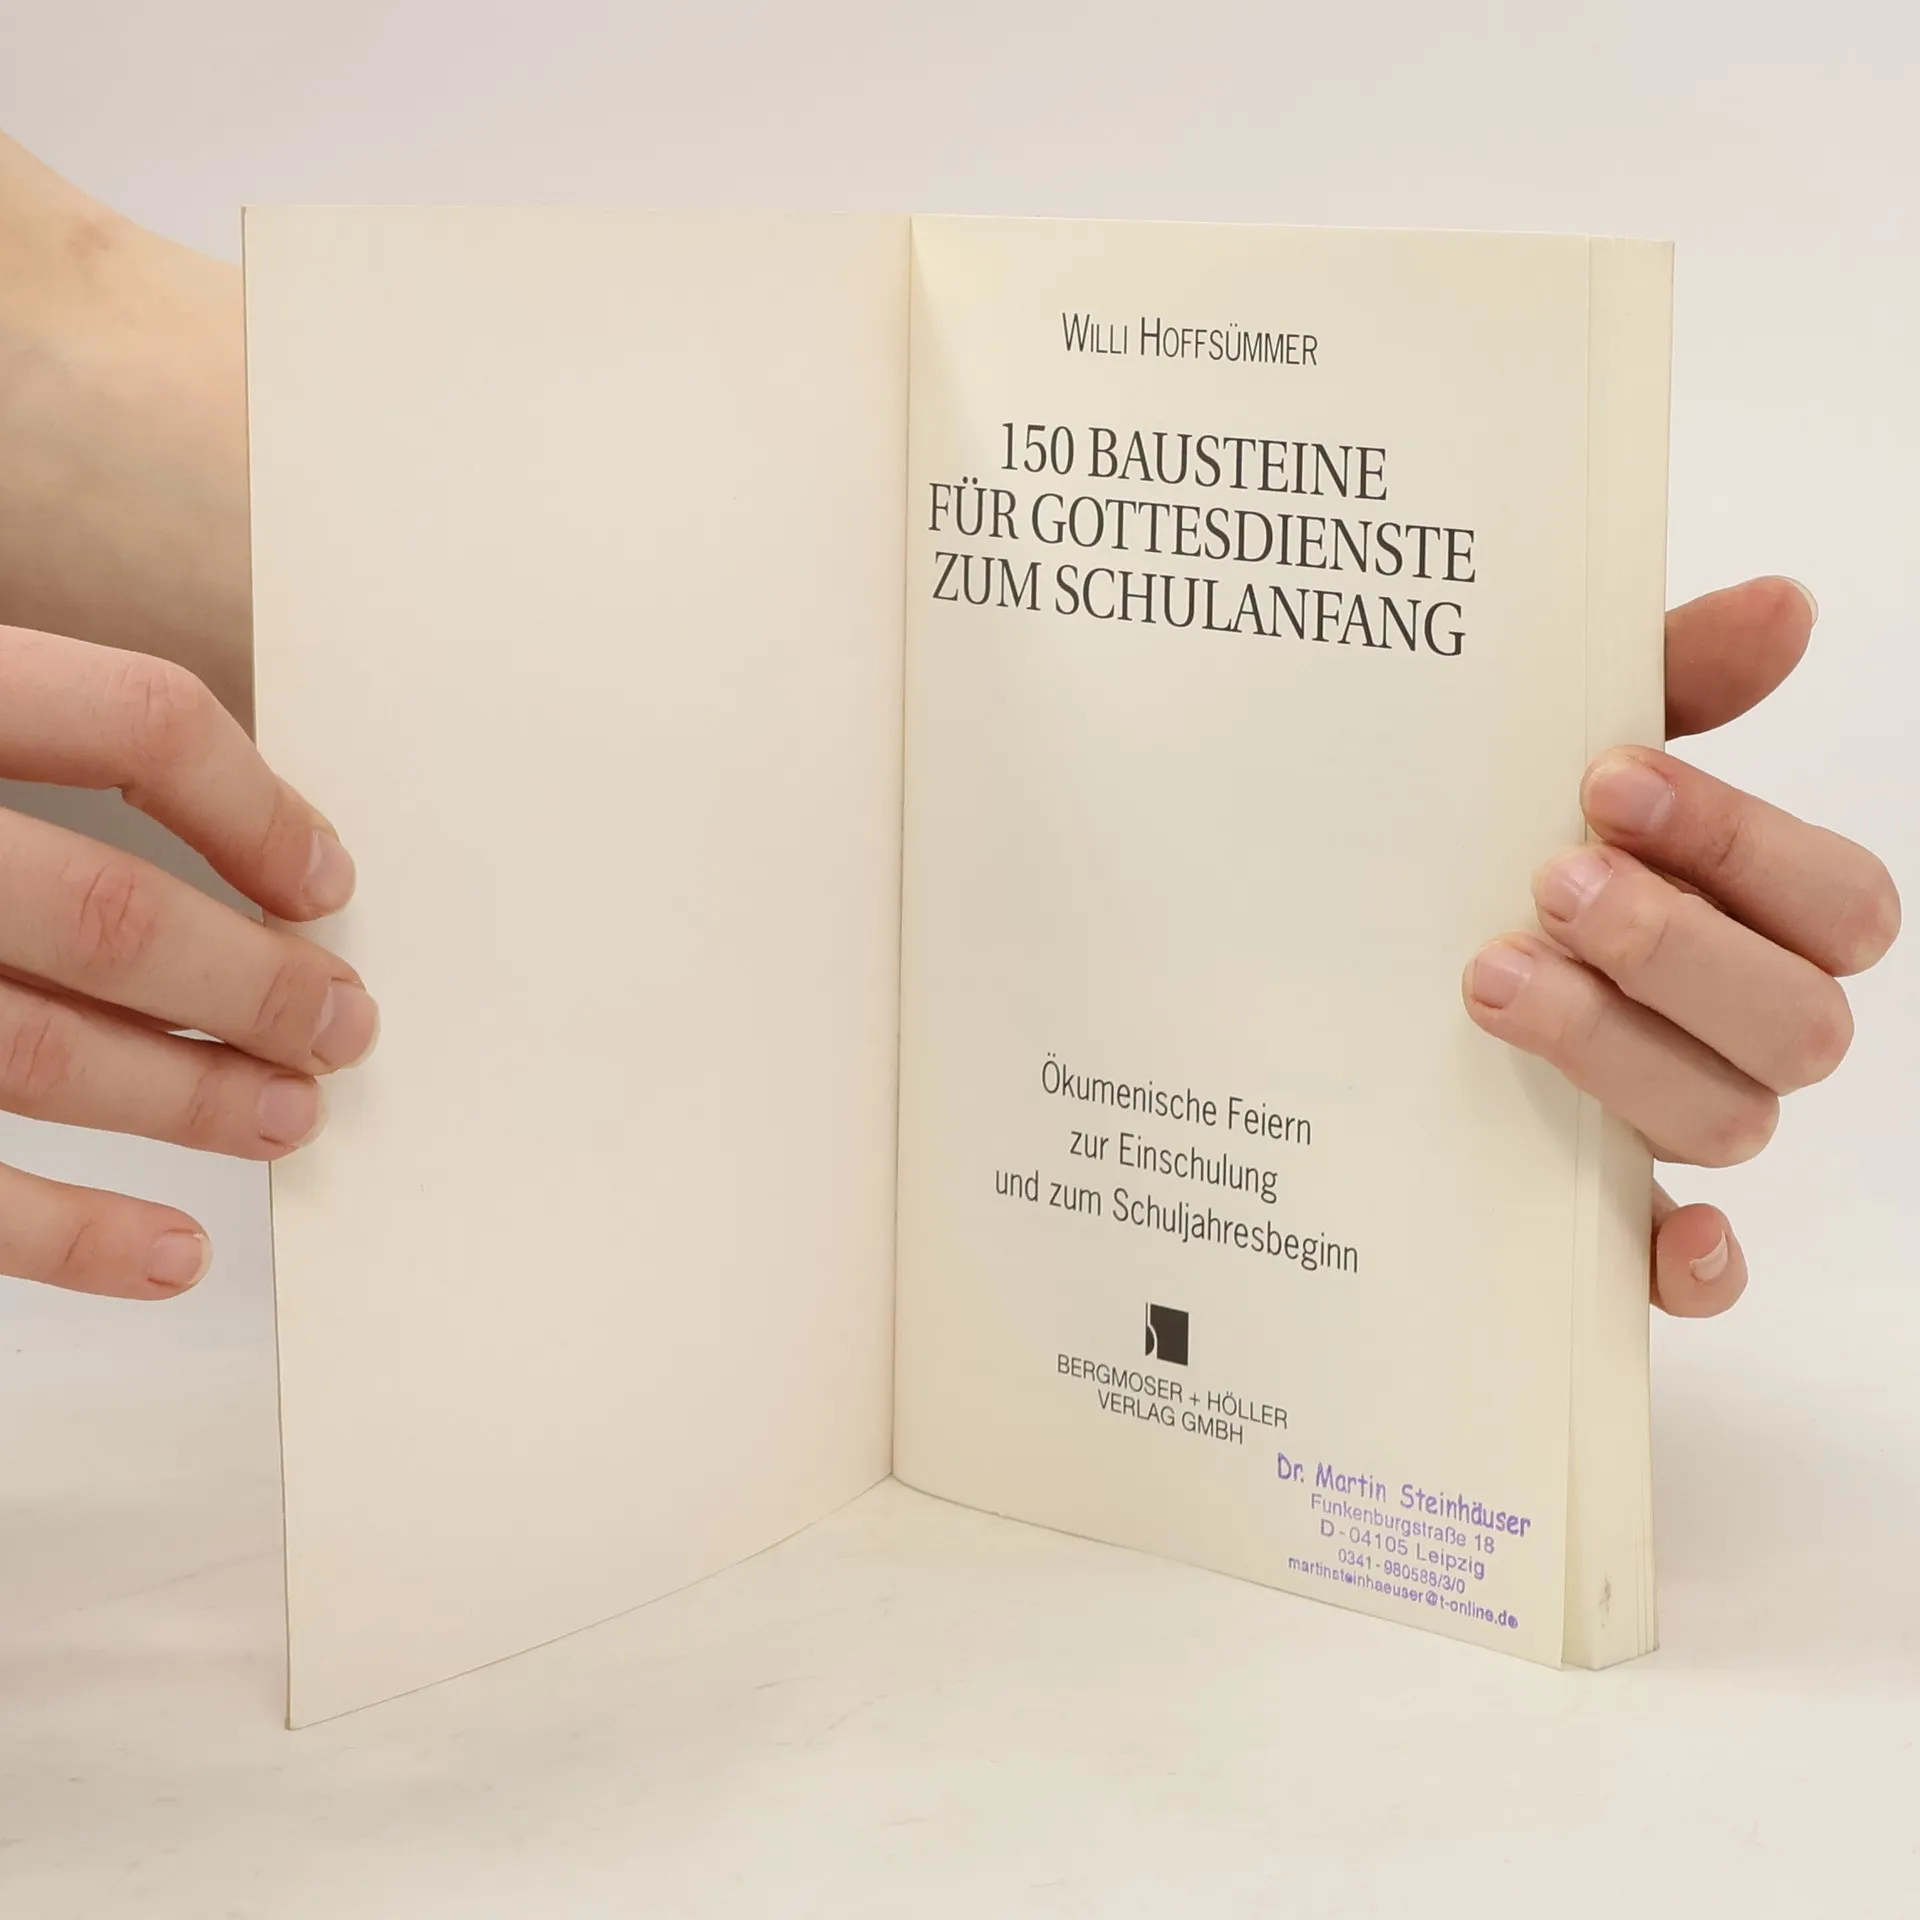 WILLI HOFFSÜMMER
150 BAUSTEINE
FÜR GOTTESDIENSTE
ZUM SCHULANFANG
Ökumenische Feiern
zur Einschulung
und zum Schuljahresbeginn
BERGMOSER + HÖLLER
VERLAG GMBH
Dr. Martin Steinhäuser
Funkenburgstraße 18
D-04105 Leipzig
0341-980588/3/0
martinsteinhaeuser@t-online.de